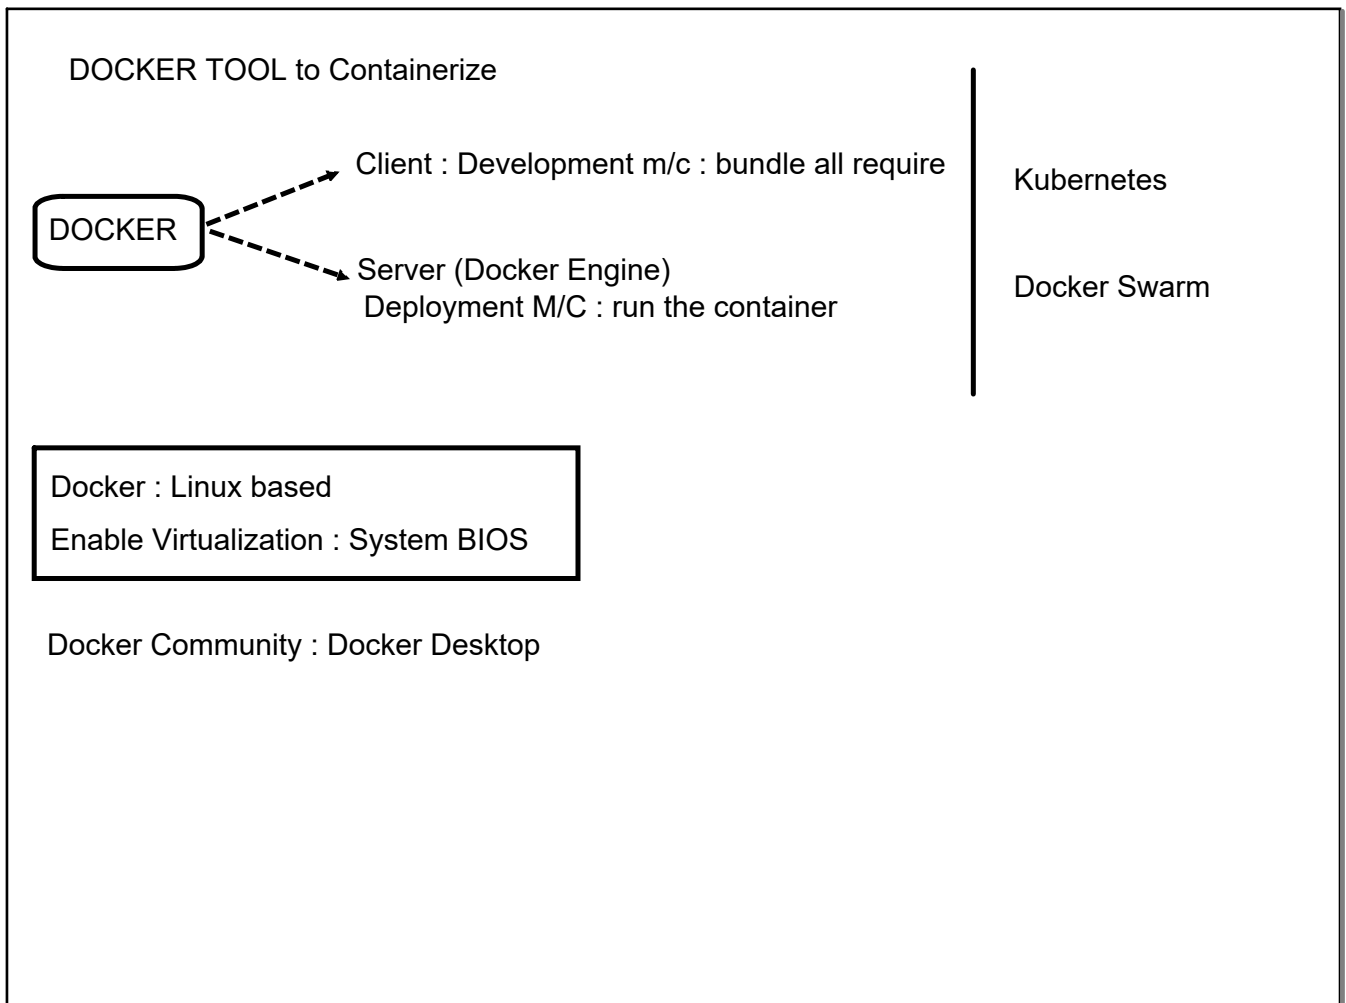 DOCKER TOOL to Containerize
Client : Development m/c : bundle all require
DOCKER
Server (Docker Engine)
Deployment M/C : run the container
Kubernetes
Docker Swarm
Docker : Linux based
Enable Virtualization : System BIOS
Docker Community : Docker Desktop